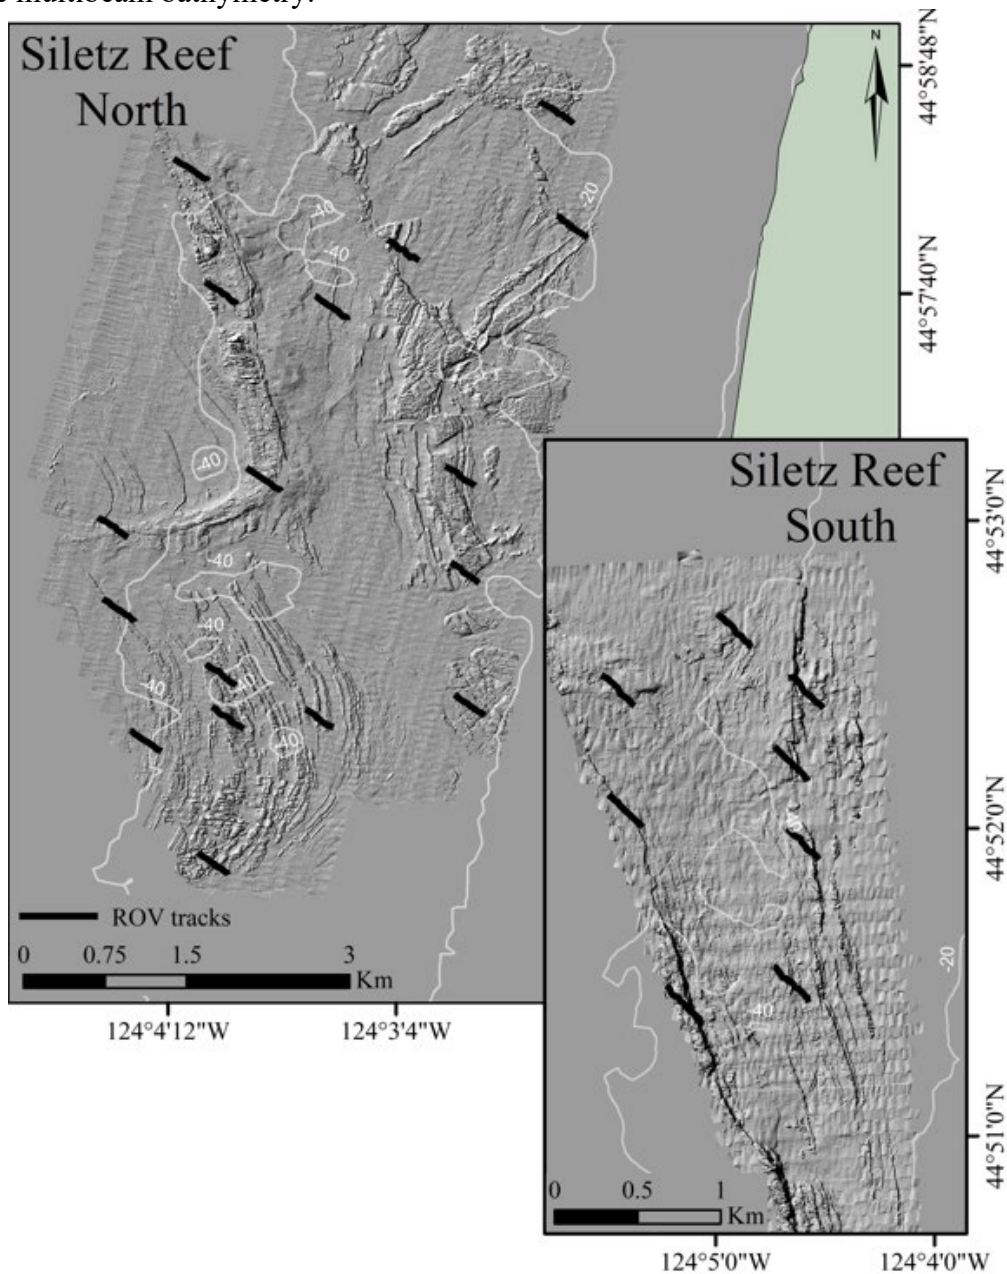 multibeam bathymetry.
Siletz Reef
North
N
44°58'48"N
-20
-40
-40
44°57'40"N
-40
Siletz Reef
South
44°53'0"N
-40
-40
-40
-40
-40
44°52'0"N
ROV tracks
0 0.75 1.5 3
Km
-20
-40
124°4'12"W 124°3'4"W
44°51'0"N
0 0.5 1
Km
124°5'0"W 124°4'0"W